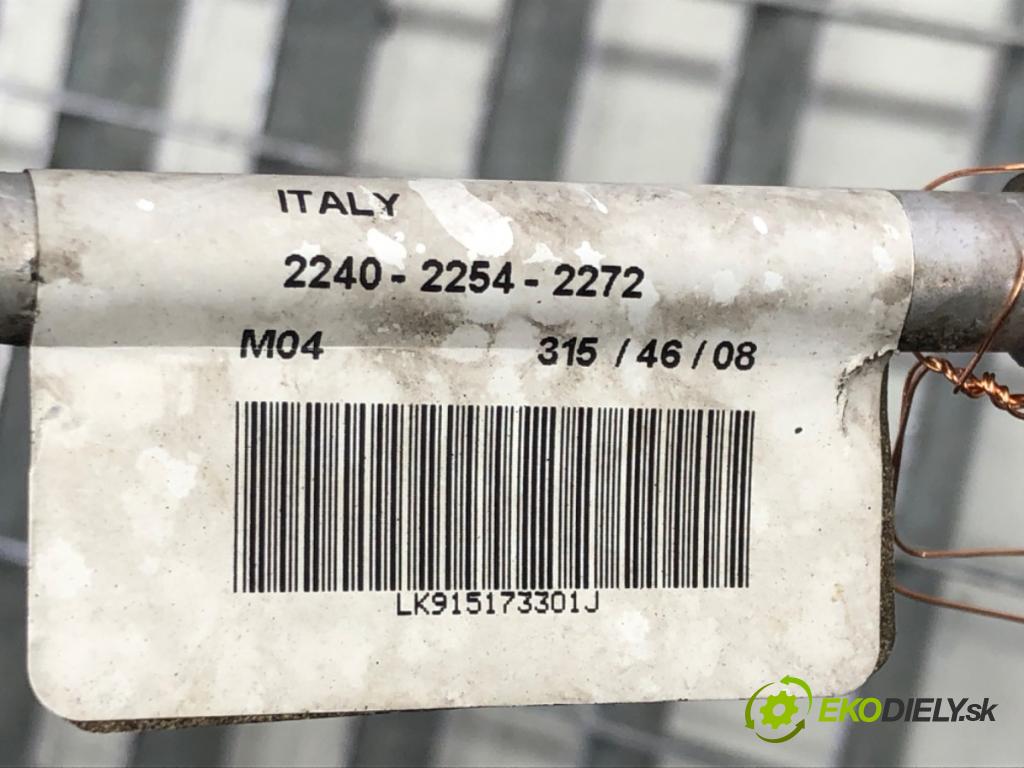 ITALY
2240 - 2254 - 2272
M04 315 / 46 / 08
LK915173301J
EKODIELY.sk